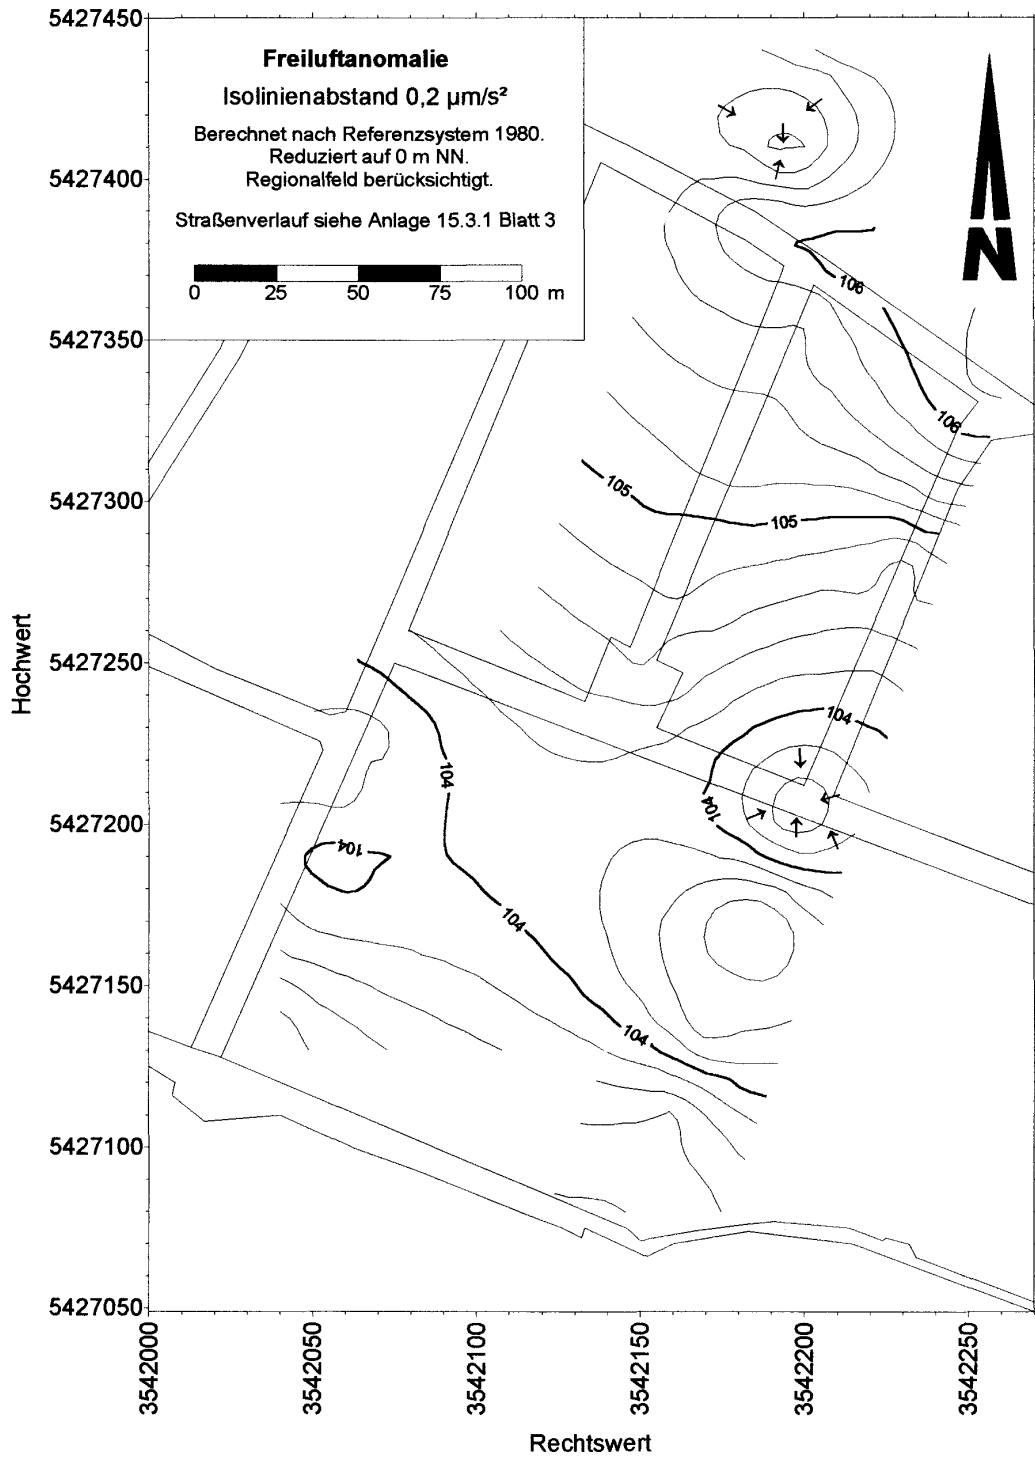 Freiluftanomalie
Isolinienabstand 0,2 µm/s²
Berechnet nach Referenzsystem 1980.
Reduziert auf 0 m NN.
Regionalfeld berücksichtigt.
Straßenverlauf siehe Anlage 15.3.1 Blatt 3
0 25 50 75 100 m
N
5427450
5427400
5427350
5427300
5427250
5427200
5427150
5427100
5427050
Hochwert
106
106
105
105
104
104
104
104
104
104
3542000
3542050
3542100
3542150
3542200
3542250
Rechtswert